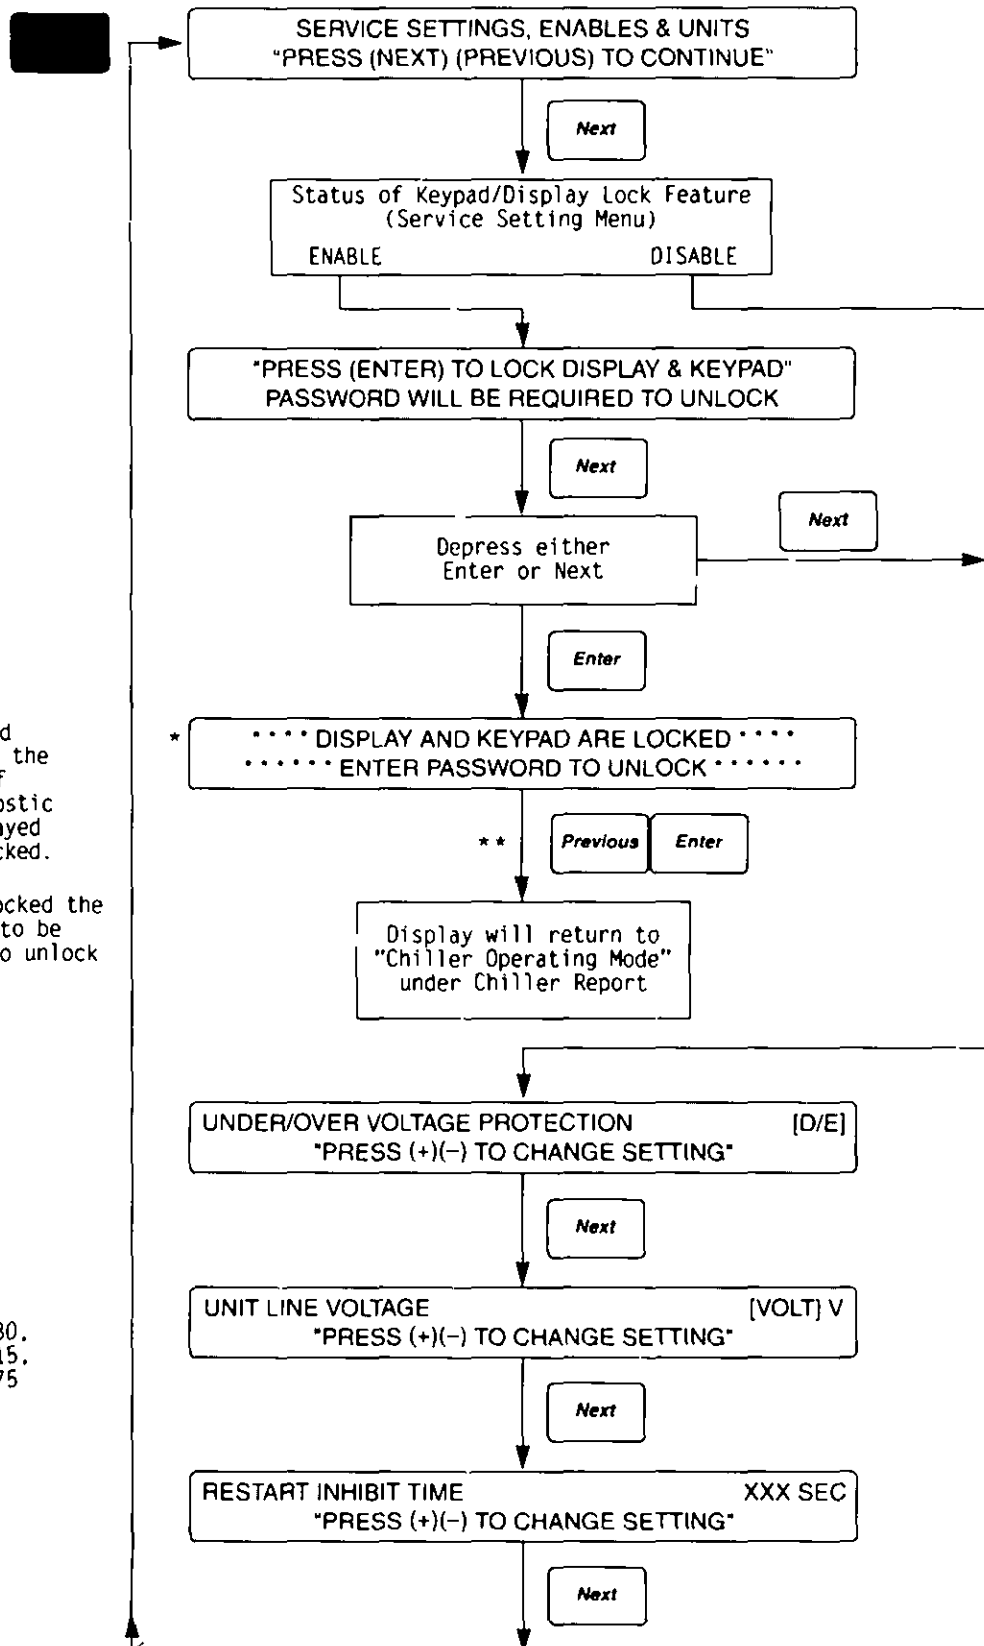 SERVICE SETTINGS, ENABLES & UNITS
"PRESS (NEXT) (PREVIOUS) TO CONTINUE"
Next
Status of Keypad/Display Lock Feature
(Service Setting Menu)
ENABLE DISABLE
"PRESS (ENTER) TO LOCK DISPLAY & KEYPAD"
PASSWORD WILL BE REQUIRED TO UNLOCK
Next
Next
Depress either
Enter or Next
Enter
d
the
f
ostic
ayed
cked.
* • • • • DISPLAY AND KEYPAD ARE LOCKED • • • •
• • • • • • ENTER PASSWORD TO UNLOCK • • • • • •
* * Previous Enter
ocked the
to be
o unlock
Display will return to
"Chiller Operating Mode"
under Chiller Report
UNDER/OVER VOLTAGE PROTECTION [D/E]
"PRESS (+)(−) TO CHANGE SETTING"
Next
UNIT LINE VOLTAGE [VOLT] V
"PRESS (+)(−) TO CHANGE SETTING"
30,
15,
75
Next
RESTART INHIBIT TIME XXX SEC
"PRESS (+)(−) TO CHANGE SETTING"
Next